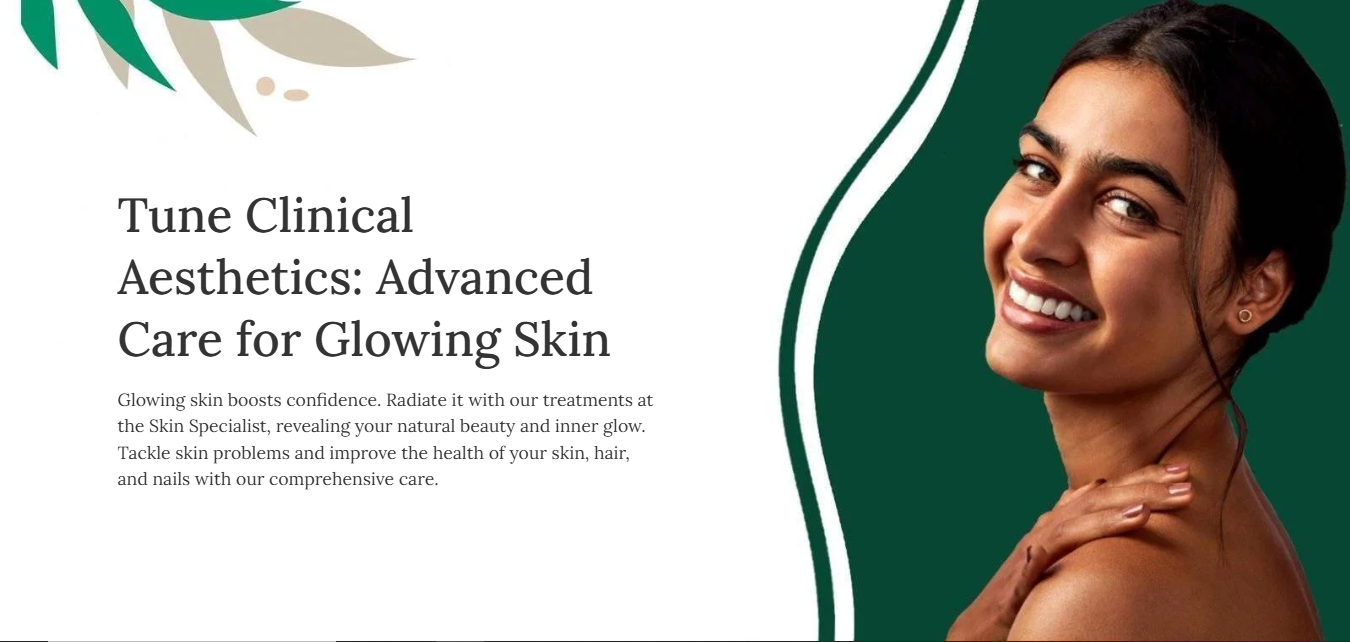 Tune Clinical
Aesthetics: Advanced
Care for Glowing Skin
Glowing skin boosts confidence. Radiate it with our treatments at
the Skin Specialist, revealing your natural beauty and inner glow.
Tackle skin problems and improve the health of your skin, hair,
and nails with our comprehensive care.